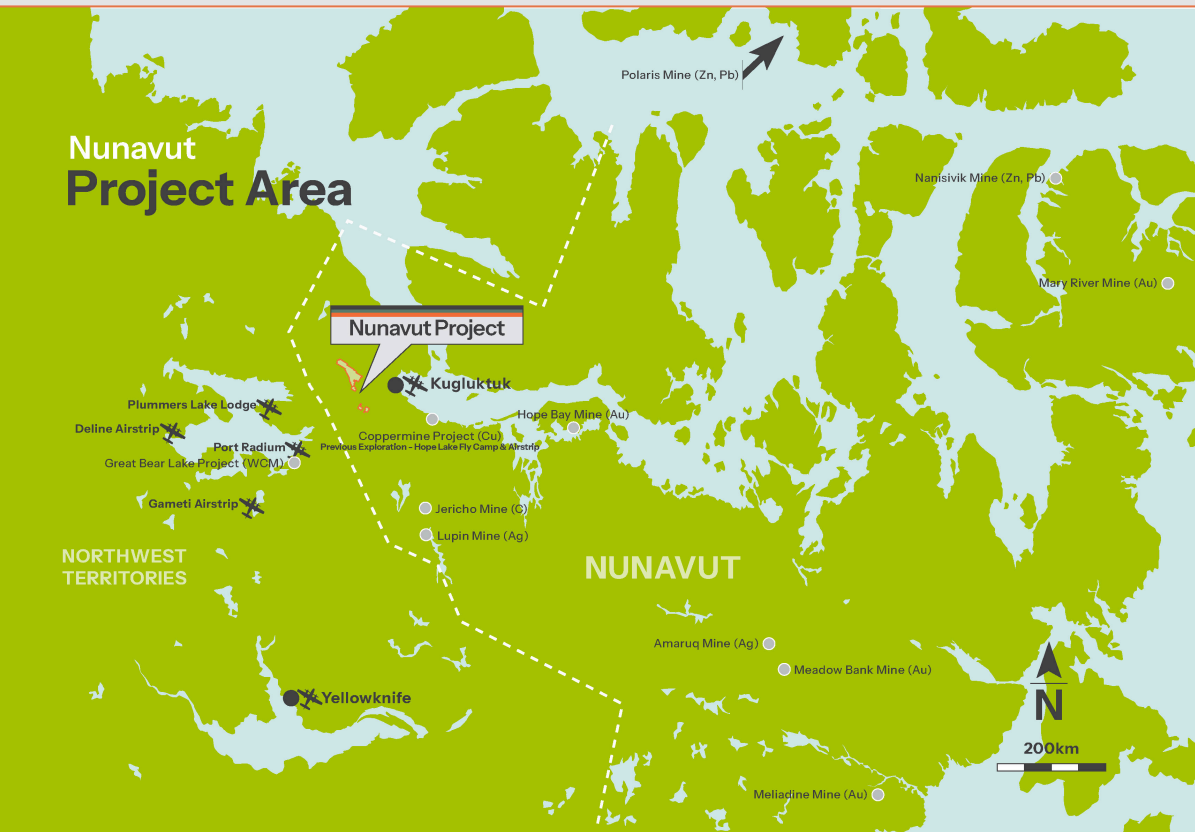 Polaris Mine (Zn, Pb)
Nunavut
Project Area
Nanisivik Mine (Zn, Pb)
Mary River Mine (Au)
Nunavut Project
Kugluktuk
Plummers Lake Lodge
Hope Bay Mine (Au)
Deline Airstrip
Coppermine Project (Cu)
Port Radium
Previous Exploration - Hope Lake Fly Camp & Airstrip
Great Bear Lake Project (WCM)
Gameti Airstrip
Jericho Mine (C)
Lupin Mine (Ag)
NORTHWEST
TERRITORIES
NUNAVUT
Amaruq Mine (Ag)
Meadow Bank Mine (Au)
Yellowknife
N
200km
Meliadine Mine (Au)